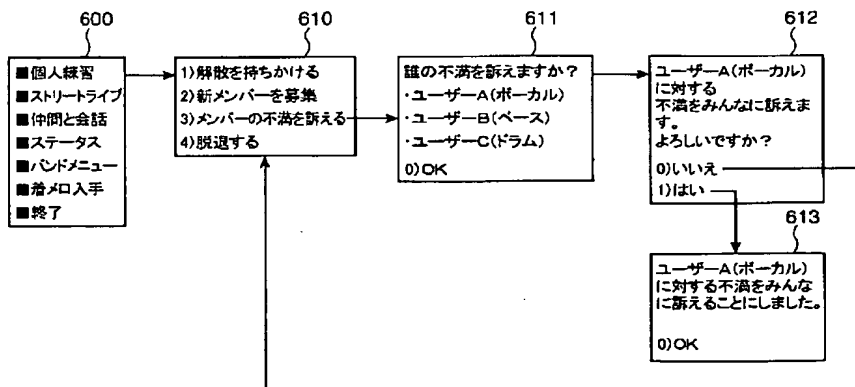 600
■個人練習
■ストリートライブ
■仲間と会話
■ステータス
■バンドメニュー
■着メロ入手
■終了
610
1)解散を持ちかける
2)新メンバーを募集
3)メンバーの不満を訴える
4)脱退する
611
誰の不満を訴えますか？
・ユーザーA(ボーカル)
・ユーザーB(ベース)
・ユーザーC(ドラム)
0)OK
612
ユーザーA(ボーカル)
に対する
不満をみんなに訴えま
す。
よろしいですか？
0)いいえ
1)はい
613
ユーザーA(ボーカル)
に対する不満をみんな
に訴えることにしました。
0)OK